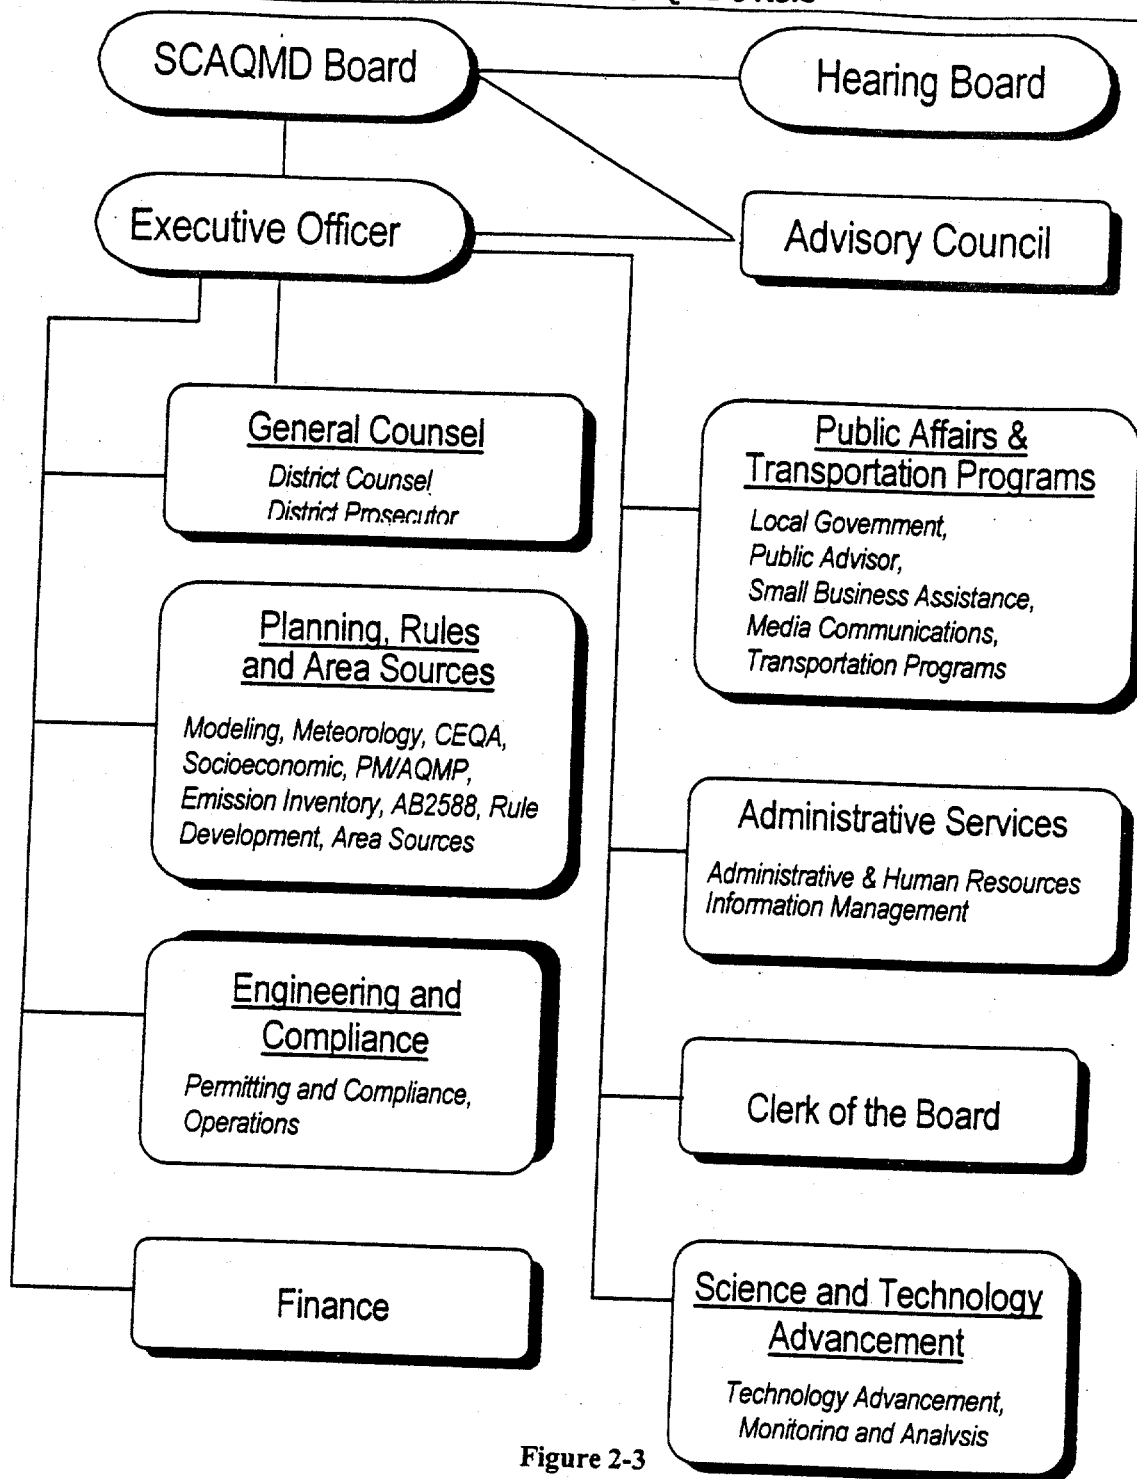 SCAQMD Board
Hearing Board
Executive Officer
Advisory Council
General Counsel
District Counsel
District Prosecutor
Public Affairs &
Transportation Programs
Local Government,
Public Advisor,
Small Business Assistance,
Media Communications,
Transportation Programs
Planning, Rules
and Area Sources
Modeling, Meteorology, CEQA,
Socioeconomic, PM/AQMP,
Emission Inventory, AB2588, Rule
Development, Area Sources
Administrative Services
Administrative & Human Resources
Information Management
Engineering and
Compliance
Permitting and Compliance,
Operations
Clerk of the Board
Finance
Science and Technology
Advancement
Technology Advancement,
Monitoring and Analysis
Figure 2-3